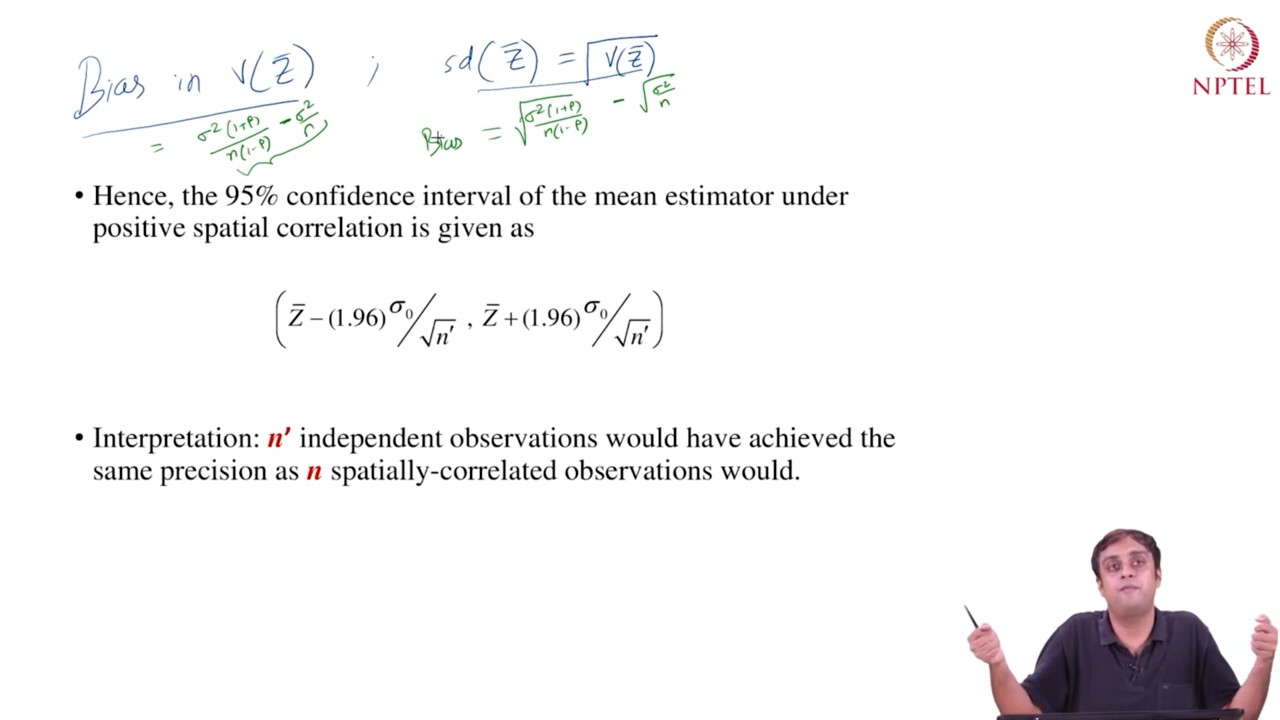 Bias in V(Z̄) ; sd(Z̄) = √V(Z̄)
= σ²(1+ρ)/n(1-ρ) - σ²/n
Bias = √(σ²(1+ρ)/n(1-ρ)) - √(σ²/n)
NPTEL
• Hence, the 95% confidence interval of the mean estimator under
positive spatial correlation is given as
(Z̄ − (1.96) σ₀/√n′ , Z̄ + (1.96) σ₀/√n′)
• Interpretation: n′ independent observations would have achieved the
same precision as n spatially-correlated observations would.